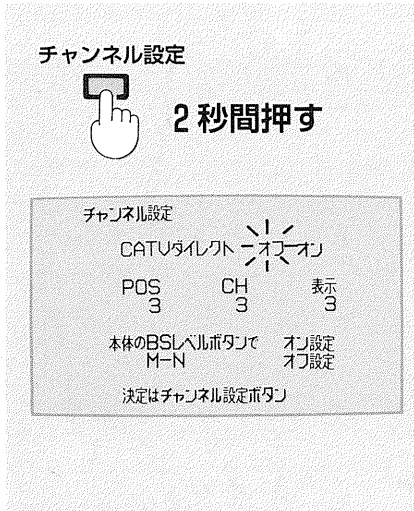 チャンネル設定
2秒間押す
チャンネル設定
CATVダイレクト オフ オン
POS CH 表示
3 3 3
本体のBSレベルボタンで オン設定
M-N オフ設定
決定はチャンネル設定ボタン